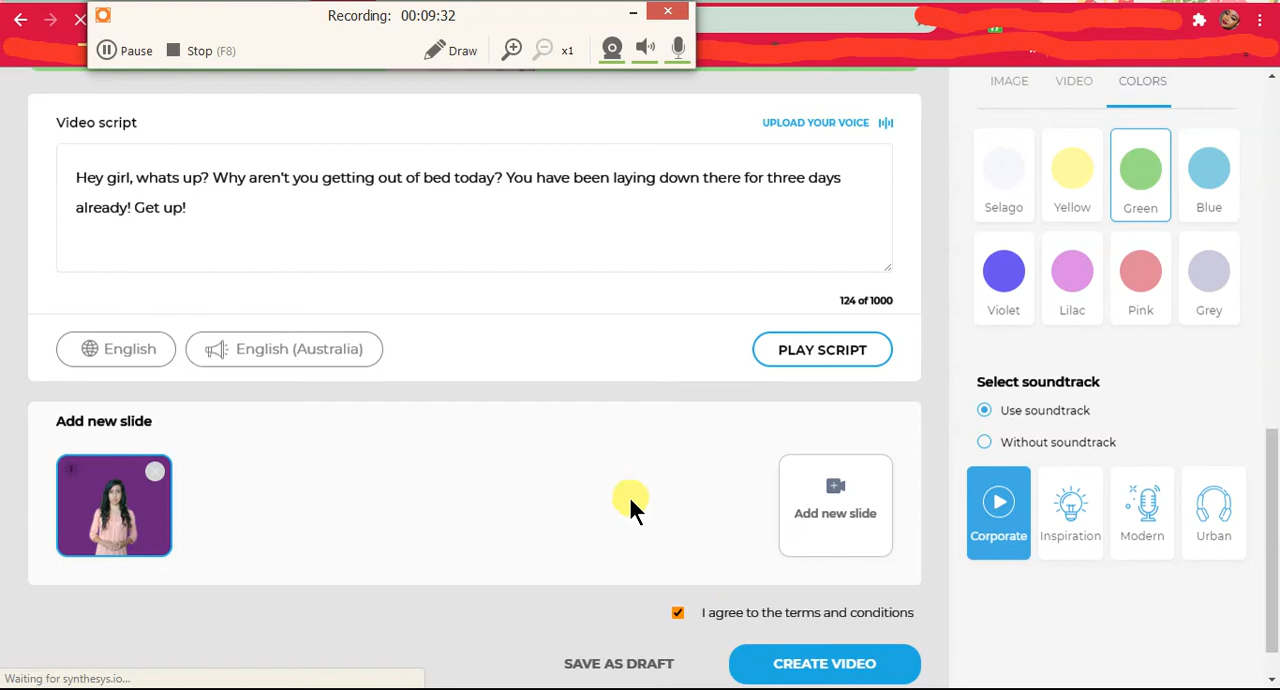 Recording: 00:09:32
Pause
Stop (F8)
Draw
x1
IMAGE
VIDEO
COLORS
Video script
UPLOAD YOUR VOICE
Hey girl, whats up? Why aren't you getting out of bed today? You have been laying down there for three days
already! Get up!
124 of 1000
English
English (Australia)
PLAY SCRIPT
Add new slide
1
Add new slide
I agree to the terms and conditions
SAVE AS DRAFT
CREATE VIDEO
Selago
Yellow
Green
Blue
Violet
Lilac
Pink
Grey
Select soundtrack
Use soundtrack
Without soundtrack
Corporate
Inspiration
Modern
Urban
Waiting for synthesys.io...